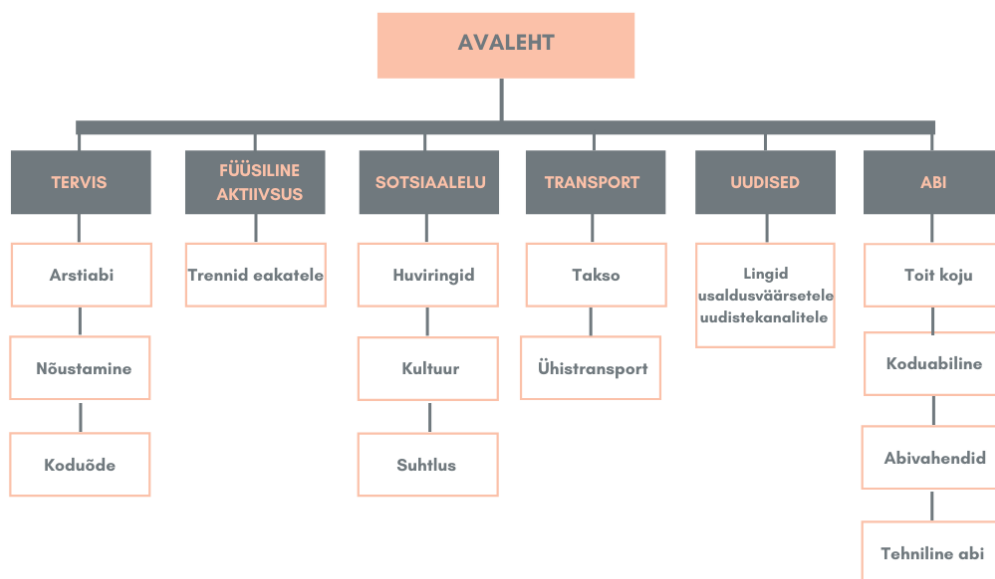 AVALEHT
TERVIS
FÜÜSILINE
AKTIIVSUS
SOTSIAALELU
TRANSPORT
UUDISED
ABI
Arstiabi
Trennid eakatele
Huviringid
Takso
Lingid
usaldusväärsetele
uudistekanalitele
Toit koju
Nõustamine
Kultuur
Ühistransport
Koduabiline
Koduõde
Suhtlus
Abivahendid
Tehniline abi